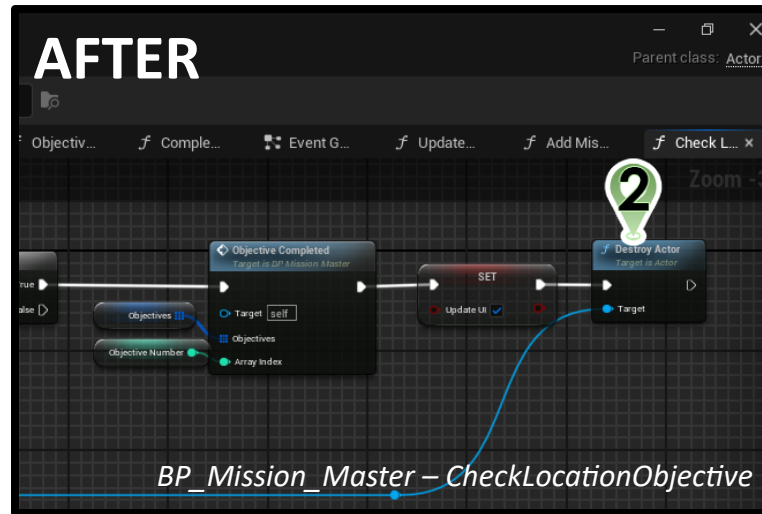 AFTER
Parent class: Actor
Objectiv...
Comple...
Event G...
Update...
Add Mis...
Check L...
2
Zoom -
Objective Completed
Target is BP Mission Master
Destroy Actor
Target is Actor
SET
rue
alse
Objectives
Target self
Update UI
Target
Objectives
Objective Number
Array Index
BP_Mission_Master – CheckLocationObjective